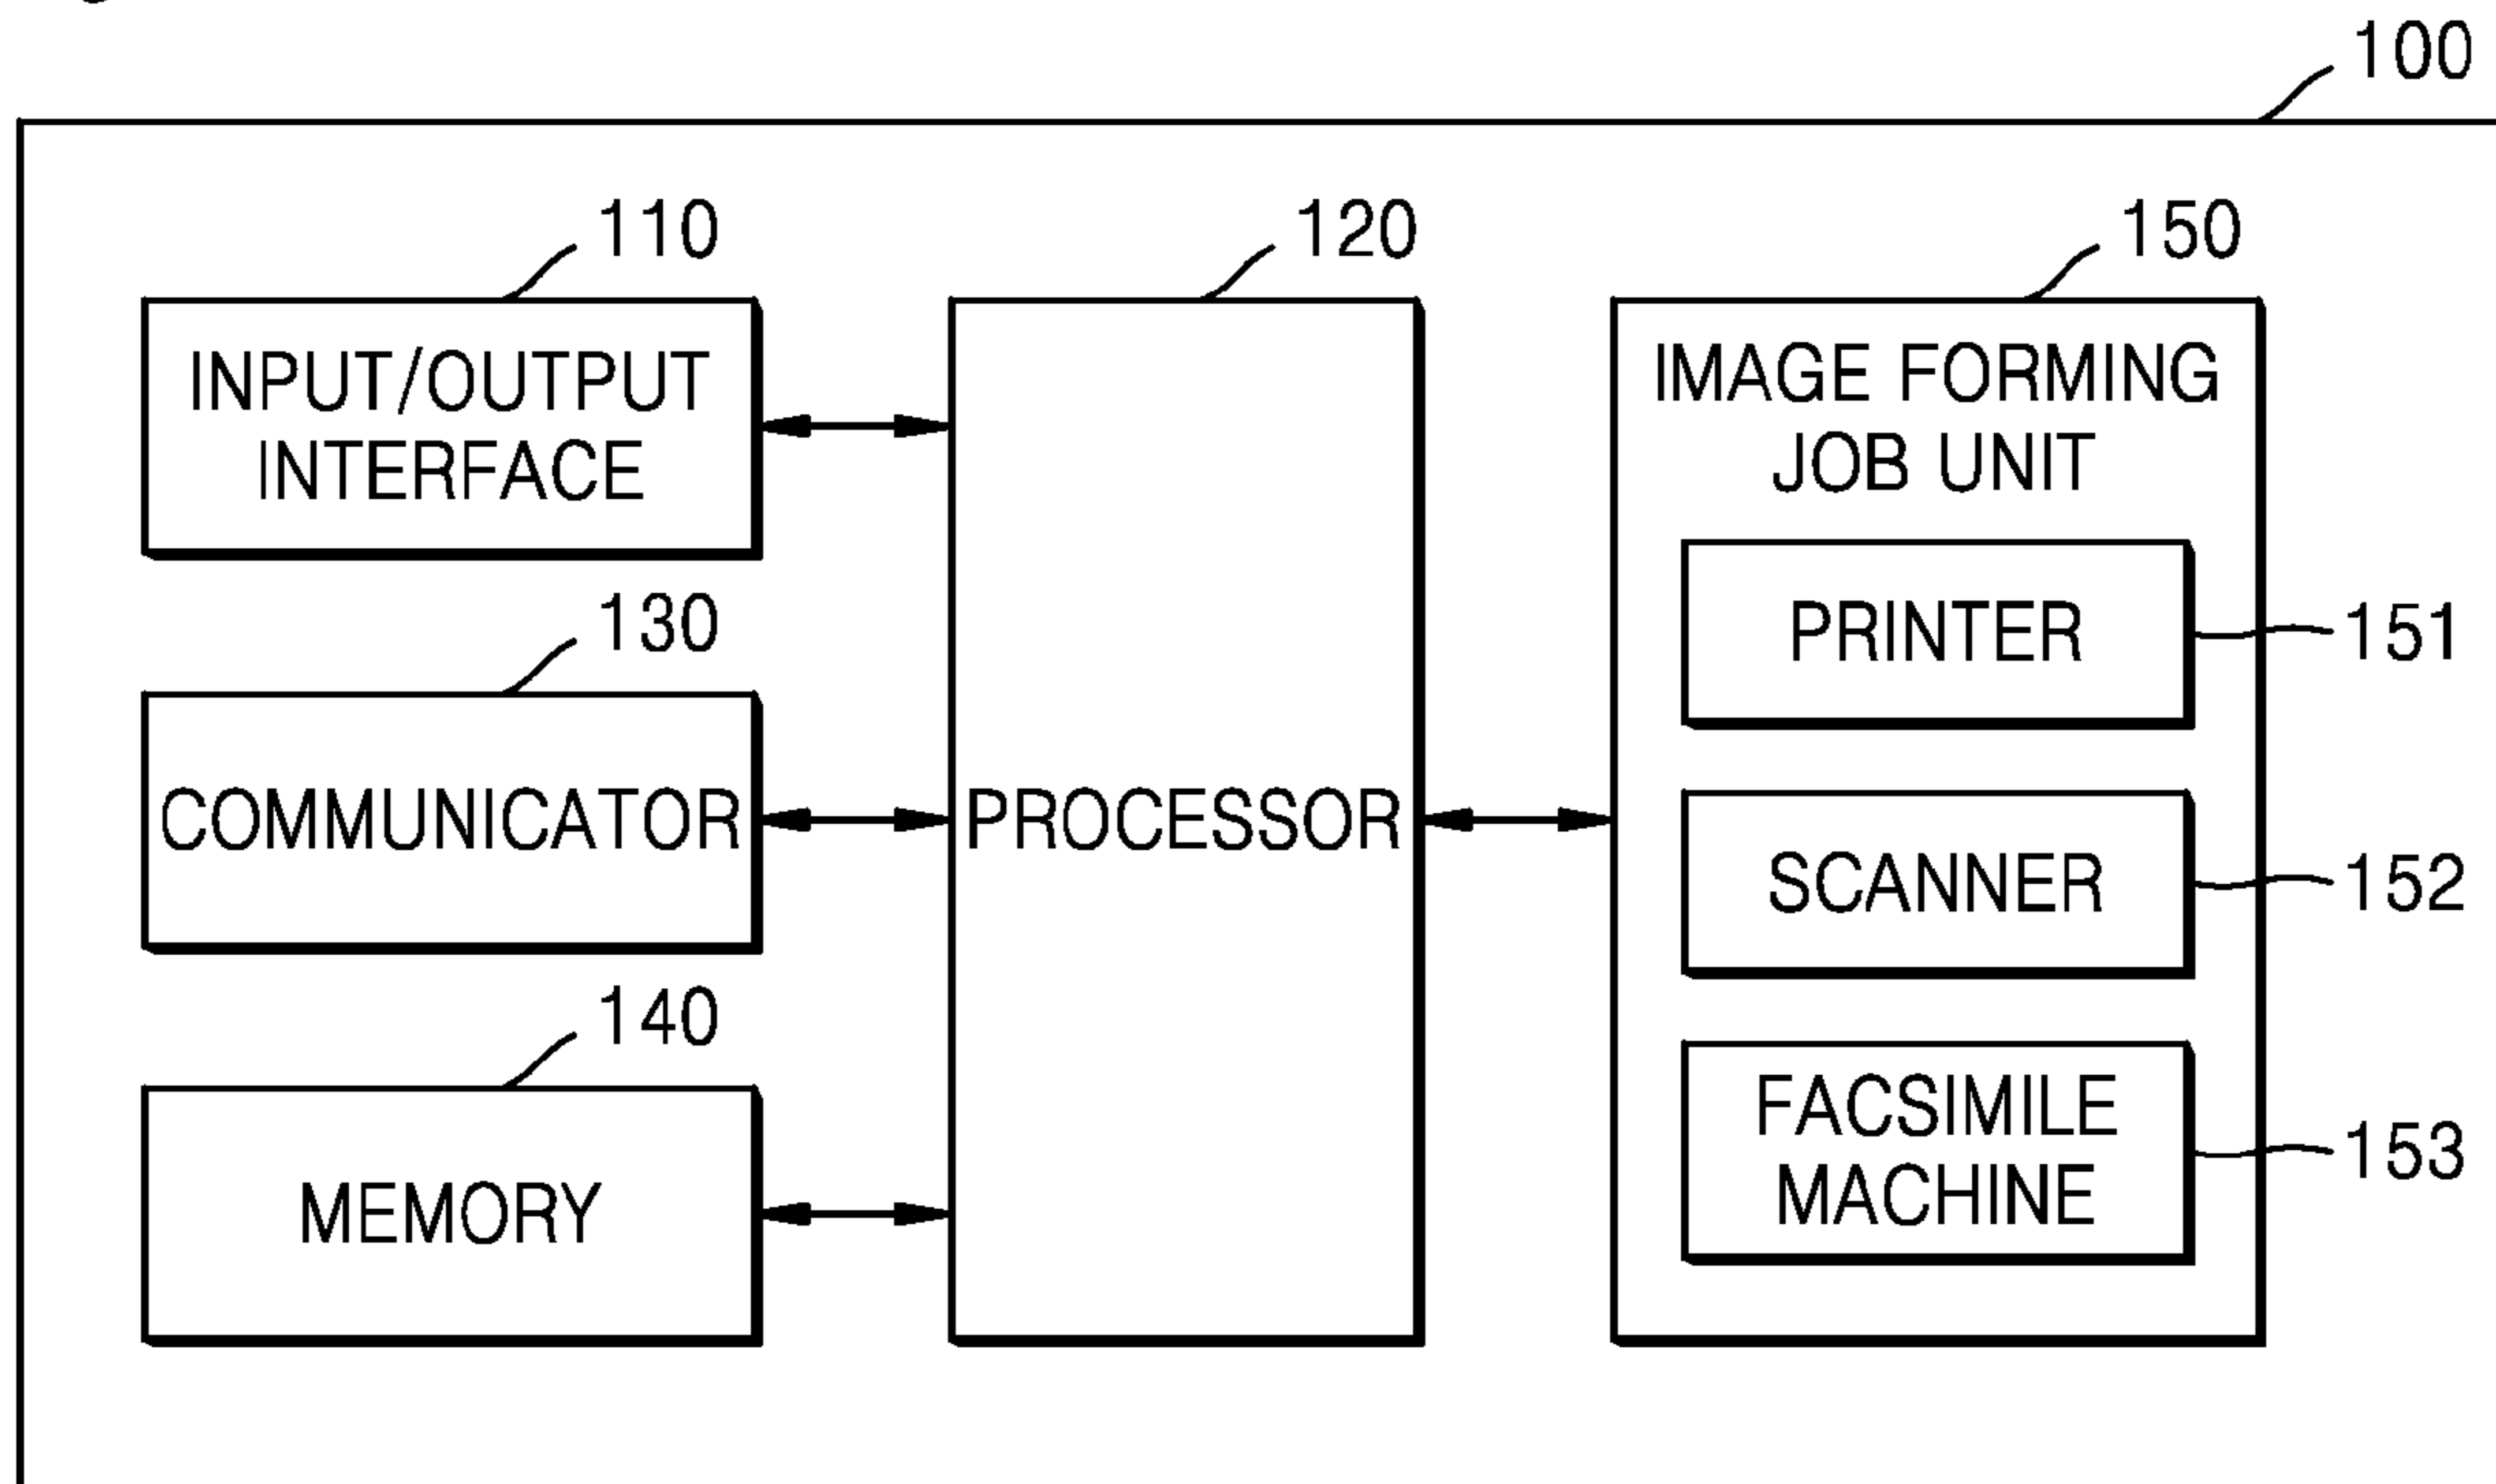 100
110
120
150
INPUT/OUTPUT
INTERFACE
IMAGE FORMING
JOB UNIT
130
PRINTER
151
COMMUNICATOR
PROCESSOR
SCANNER
152
140
MEMORY
FACSIMILE
MACHINE
153